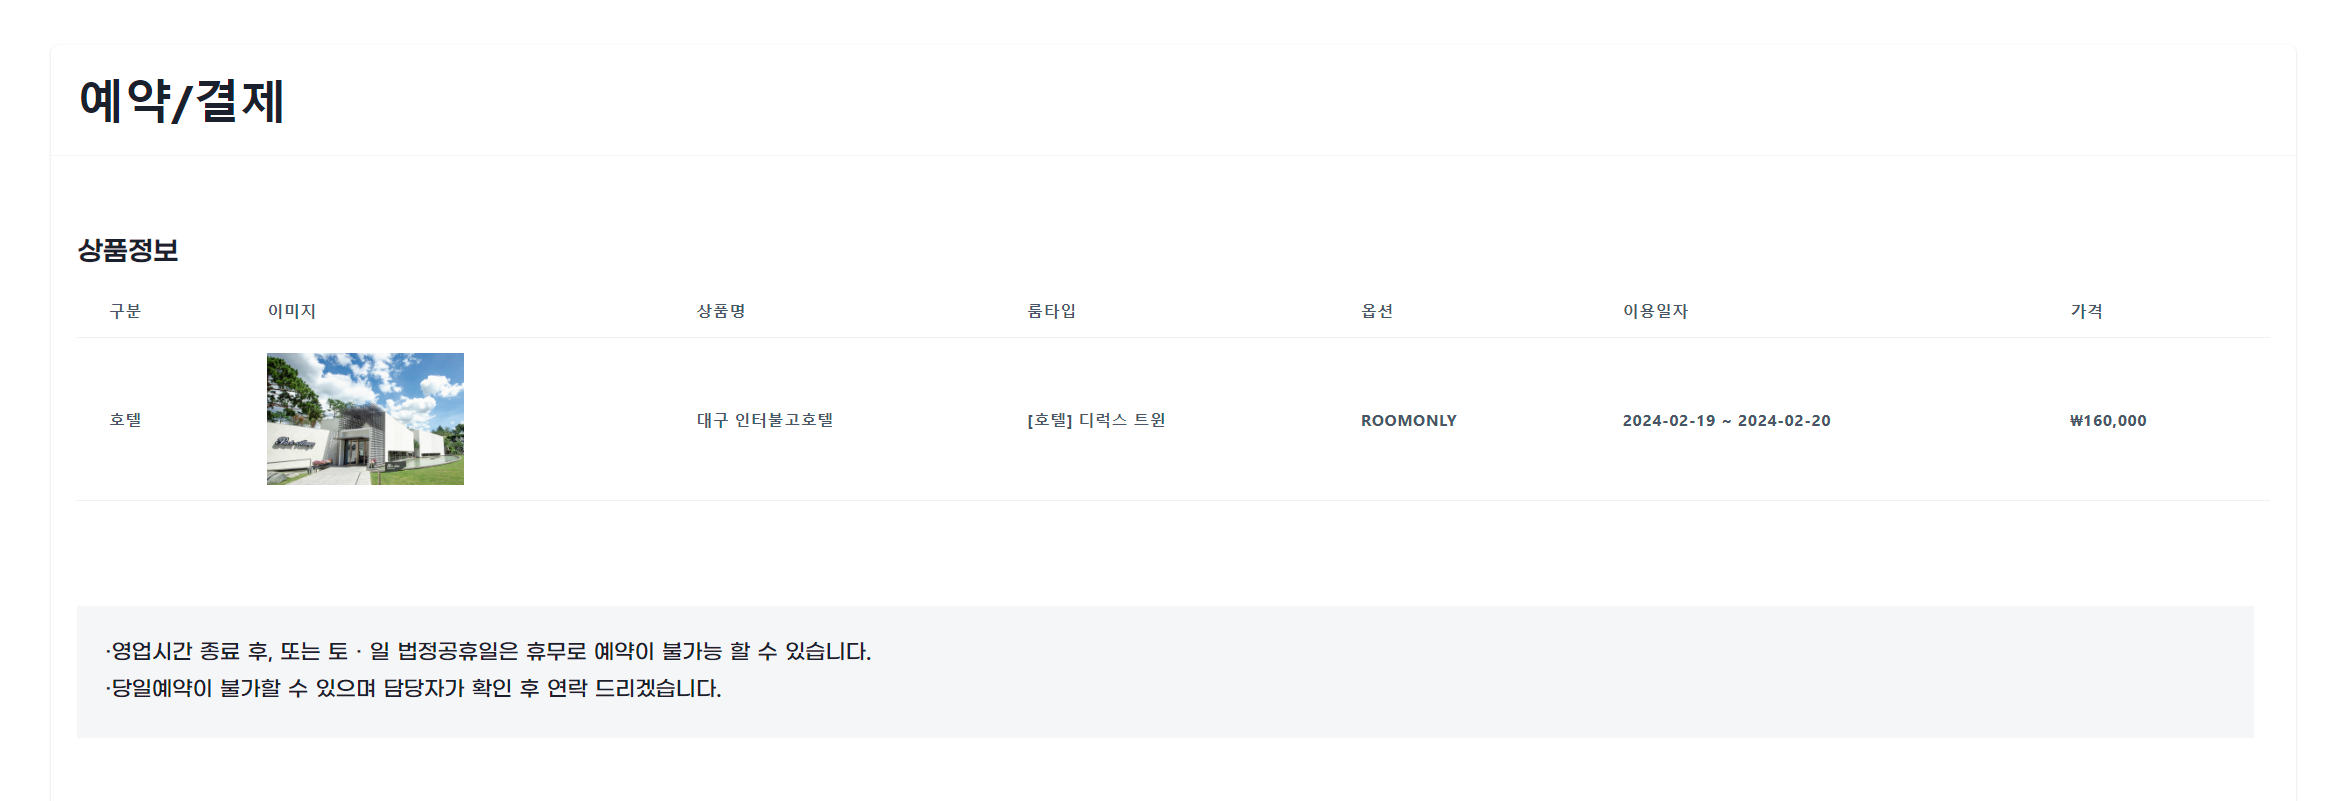 예약/결제
상품정보
구분 이미지 상품명 룸타입 옵션 이용일자 가격
호텔 대구 인터불고호텔 [호텔] 디럭스 트윈 ROOMONLY 2024-02-19 ~ 2024-02-20 ₩160,000
·영업시간 종료 후, 또는 토 · 일 법정공휴일은 휴무로 예약이 불가능 할 수 있습니다.
·당일예약이 불가할 수 있으며 담당자가 확인 후 연락 드리겠습니다.